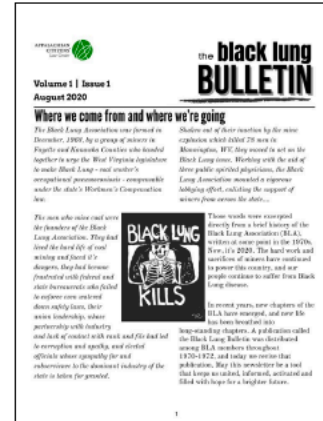 APPALACHIAN
CITIZENS'
LAW CENTER
the black lung
BULLETIN
Volume 1 | Issue 1
August 2020
Where we come from and where we're going
The Black Lung Association was formed in
December, 1968, by a group of miners in
Fayette and Kanawha Counties who banded
together to urge the West Virginia legislature
to make Black Lung - coal worker's
occupational pneumoconiosis - compensable
under the state's Workmen's Compensation
law.
The men who mine coal were
the founders of the Black
Lung Association. They had
lived the hard life of coal
mining and faced it's
dangers, they had become
frustrated with federal and
state bureaucrats who failed
to enforce even watered
down safety laws, their
union leadership, whose
partnership with industry
and lack of contact with rank and file had led
to corruption and apathy, and elected
officials whose sympathy for and
subservience to the dominant industry of the
state is taken for granted.
Shaken out of their inaction by the mine
explosion which killed 78 men in
Mannington, WV, they moved to act on the
Black Lung issue. Working with the aid of
three public spirited physicians, the Black
Lung Association mounted a vigorous
lobbying effort, enlisting the support of
miners from across the state...
BLACK LUNG
KILLS
Those words were excerpted
directly from a brief history of the
Black Lung Association (BLA),
written at some point in the 1970s.
Now, it's 2020. The hard work and
sacrifices of miners have continued
to power this country, and our
people continue to suffer from Black
Lung disease.
In recent years, new chapters of the
BLA have emerged, and new life
has been breathed into
long-standing chapters. A publication called
the Black Lung Bulletin was distributed
among BLA members throughout
1970-1972, and today we revive that
publication. May this newsletter be a tool
that keeps us united, informed, activated and
filled with hope for a brighter future.
1